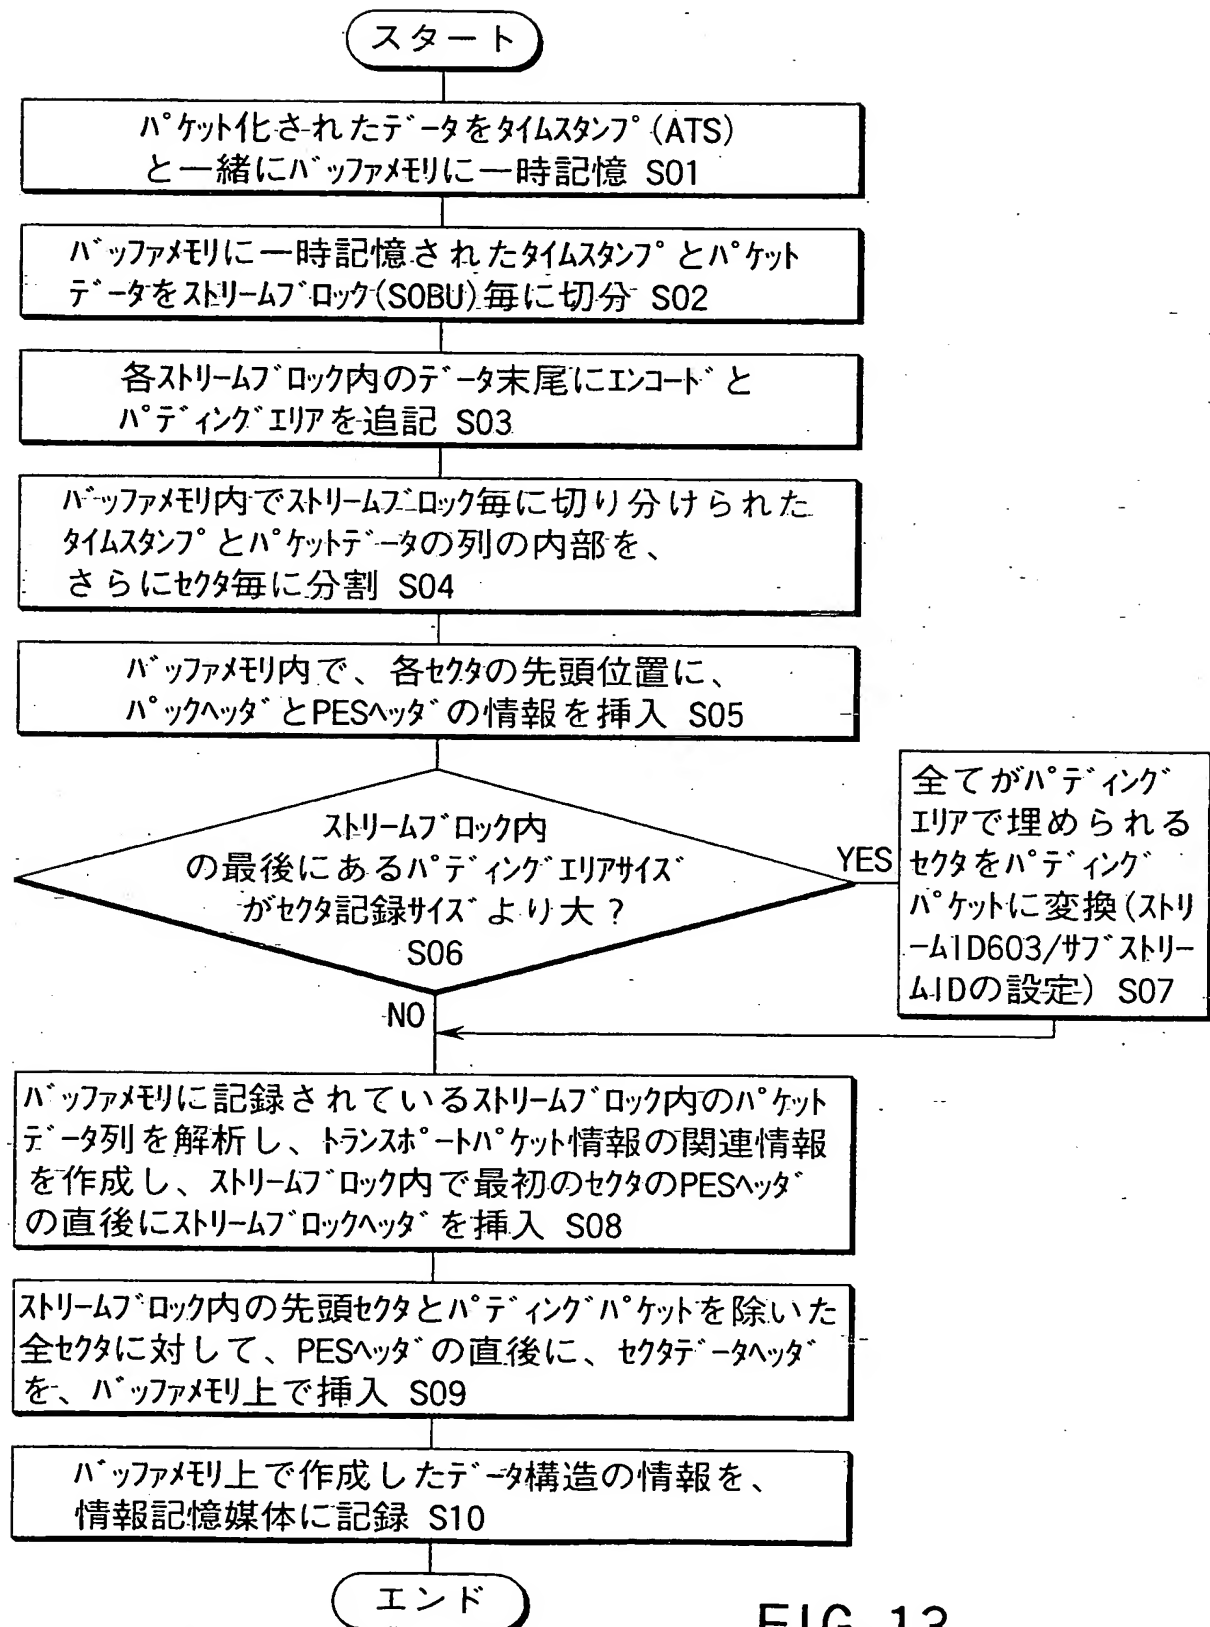 スタート
パケット化されたデータをタイムスタンプ(ATS)
と一緒にバッファメモリに一時記憶 S01
バッファメモリに一時記憶されたタイムスタンプとパケット
データをストリームブロック(SOBU)毎に切分 S02
各ストリームブロック内のデータ末尾にエンコードと
パディングエリアを追記 S03
バッファメモリ内でストリームブロック毎に切り分けられた
タイムスタンプとパケットデータの列の内部を、
さらにセクタ毎に分割 S04
バッファメモリ内で、各セクタの先頭位置に、
パックヘッダとPESヘッダの情報を挿入 S05
ストリームブロック内
の最後にあるパディングエリアサイズ
がセクタ記録サイズより大?
S06
YES
全てがパディング
エリアで埋められる
セクタをパディング
パケットに変換(ストリ
ームID603/サブストリー
ムIDの設定) S07
NO
バッファメモリに記録されているストリームブロック内のパケット
データ列を解析し、トランスポートパケット情報の関連情報
を作成し、ストリームブロック内で最初のセクタのPESヘッダ
の直後にストリームブロックヘッダを挿入 S08
ストリームブロック内の先頭セクタとパディングパケットを除いた
全セクタに対して、PESヘッダの直後に、セクタデータヘッダ
を、バッファメモリ上で挿入 S09
バッファメモリ上で作成したデータ構造の情報を、
情報記憶媒体に記録 S10
エンド
FIG. 13